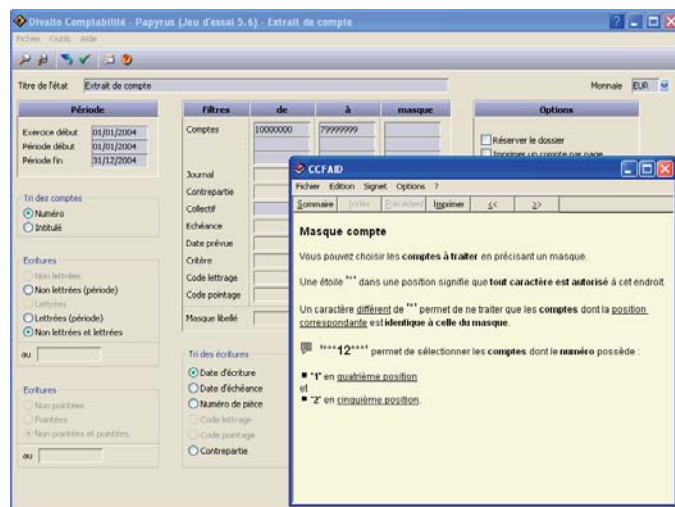 Divalto Comptabilité - Papyrus (Jeu d'essai 5.6) - Extrait de compte
Fichier Outils Aide
Titre de l'état Extrait de compte Monnaie EUR
Période
Exercice début 01/01/2004
Période début 01/01/2004
Période fin 31/12/2004
Tri des comptes
Numéro
Intitulé
Ecritures
Non lettrées
Non lettrées (période)
Lettrées
Lettrées (période)
Non lettrées et lettrées
au
Ecritures
Non pointées
Pointées
Non pointées et pointées
au
Filtres de à masque
Comptes 10000000 79999999
Journal
Contrepartie
Collectif
Echéance
Date prévue
Critère
Code lettrage
Code pointage
Masque libellé
Tri des écritures
Date d'écriture
Date d'échéance
Numéro de pièce
Code lettrage
Code pointage
Contrepartie
Options
Réserver le dossier
Imprimer un compte par page
CCFAID
Fichier Edition Signet Options ?
Sommaire Index Précédent Imprimer << >>
Masque compte
Vous pouvez choisir les comptes à traiter en précisant un masque.
Une étoile "*" dans une position signifie que tout caractère est autorisé à cet endroit.
Un caractère différent de "*" permet de ne traiter que les comptes dont la position
correspondante est identique à celle du masque.
permet de sélectionner les comptes dont le numéro possède :
"1" en quatrième position
et
"2" en cinquième position.